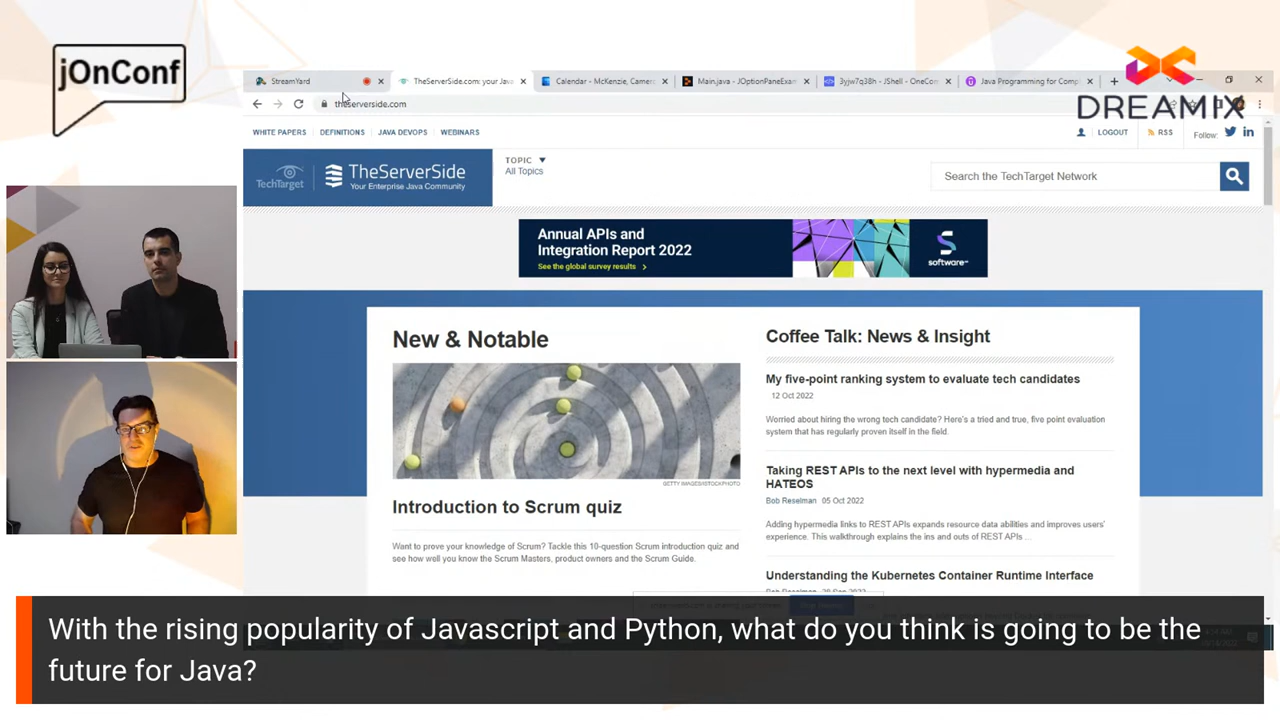 jOnConf
DREAMIX
StreamYard
TheServerSide.com: your Java
Calendar - McKenzie, Camero
Main.java - JOptionPaneExam
3yjw7q38h - JShell - OneCom
Java Programming for Compl
theserverside.com
WHITE PAPERS DEFINITIONS JAVA DEVOPS WEBINARS
LOGOUT RSS Follow:
TechTarget
TheServerSide
Your Enterprise Java Community
TOPIC
All Topics
Search the TechTarget Network
Annual APIs and
Integration Report 2022
See the global survey results
software
New & Notable
GETTY IMAGES/ISTOCKPHOTO
Introduction to Scrum quiz
Want to prove your knowledge of Scrum? Tackle this 10-question Scrum introduction quiz and
see how well you know the Scrum Masters, product owners and the Scrum Guide.
Coffee Talk: News & Insight
My five-point ranking system to evaluate tech candidates
12 Oct 2022
Worried about hiring the wrong tech candidate? Here's a tried and true, five point evaluation
system that has regularly proven itself in the field.
Taking REST APIs to the next level with hypermedia and
HATEOS
Bob Reselman 05 Oct 2022
Adding hypermedia links to REST APIs expands resource data abilities and improves users'
experience. This walkthrough explains the ins and outs of REST APIs ...
Understanding the Kubernetes Container Runtime Interface
With the rising popularity of Javascript and Python, what do you think is going to be the
future for Java?